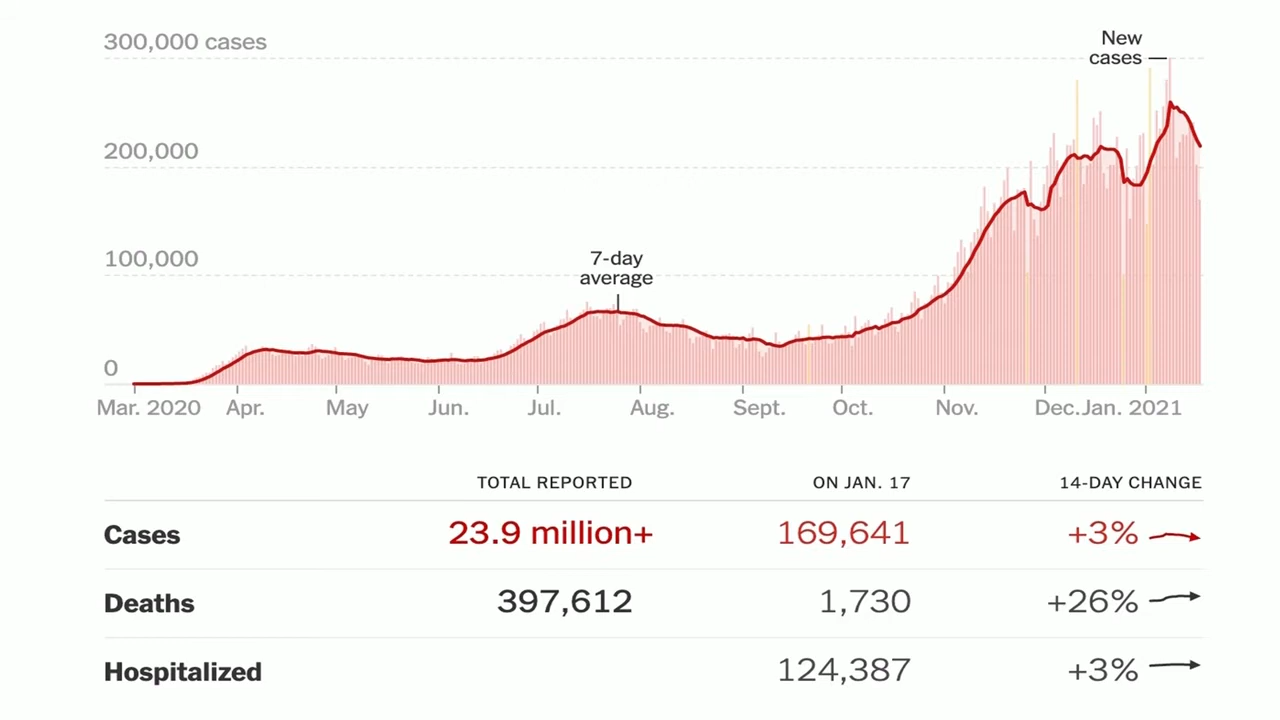 300,000 cases
New
cases
200,000
7-day
average
100,000
0
Mar. 2020 Apr. May Jun. Jul. Aug. Sept. Oct. Nov. Dec. Jan. 2021
TOTAL REPORTED ON JAN. 17 14-DAY CHANGE
Cases 23.9 million+ 169,641 +3%
Deaths 397,612 1,730 +26%
Hospitalized 124,387 +3%